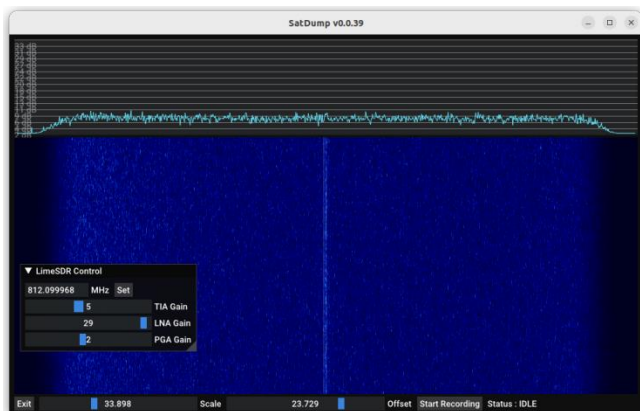 SatDump v0.0.39
LimeSDR Control
812.099968 MHz Set
5 TIA Gain
29 LNA Gain
2 PGA Gain
Exit 33.898 Scale 23.729 Offset Start Recording Status : IDLE